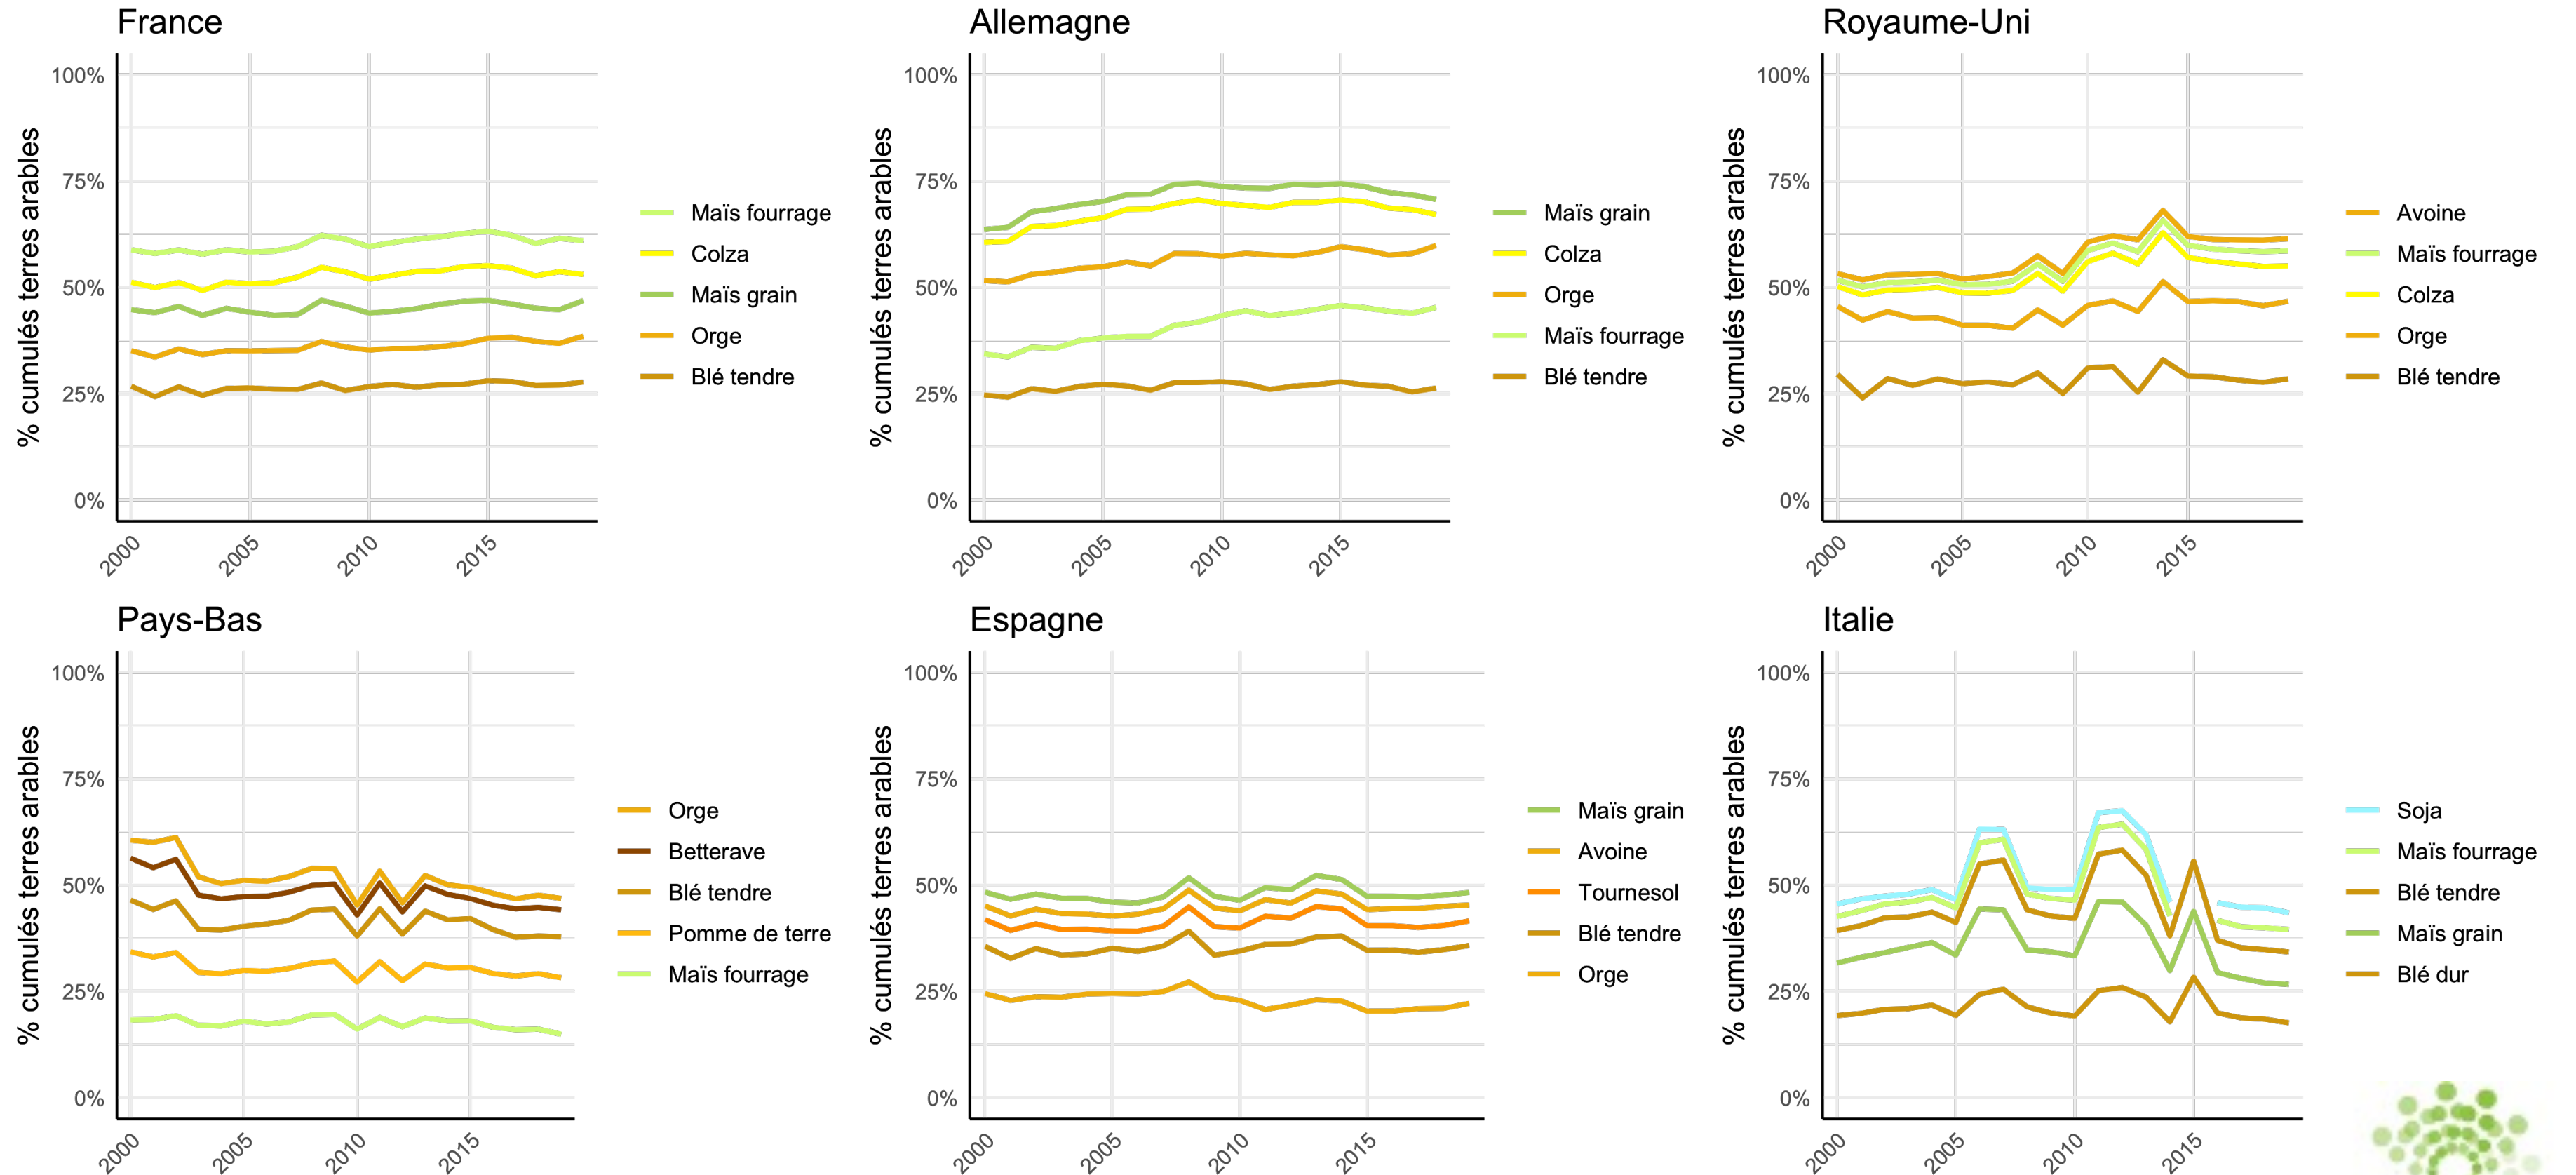 France
% cumulés terres arables
100%
75%
50%
25%
0%
2000
2005
2010
2015
Maïs fourrage
Colza
Maïs grain
Orge
Blé tendre
Allemagne
% cumulés terres arables
100%
75%
50%
25%
0%
2000
2005
2010
2015
Maïs grain
Colza
Orge
Maïs fourrage
Blé tendre
Royaume-Uni
% cumulés terres arables
100%
75%
50%
25%
0%
2000
2005
2010
2015
Avoine
Maïs fourrage
Colza
Orge
Blé tendre
Pays-Bas
% cumulés terres arables
100%
75%
50%
25%
0%
2000
2005
2010
2015
Orge
Betterave
Blé tendre
Pomme de terre
Maïs fourrage
Espagne
% cumulés terres arables
100%
75%
50%
25%
0%
2000
2005
2010
2015
Maïs grain
Avoine
Tournesol
Blé tendre
Orge
Italie
% cumulés terres arables
100%
75%
50%
25%
0%
2000
2005
2010
2015
Soja
Maïs fourrage
Blé tendre
Maïs grain
Blé dur